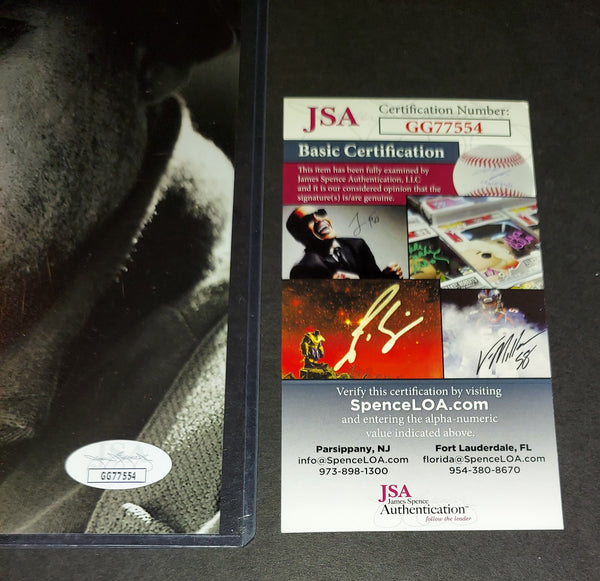 JSA
Certification Number:
GG77554
Basic Certification
This item has been fully examined by
James Spence Authentication, LLC
and it is our considered opinion that the
signature(s) is/are genuine.
Verify this certification by visiting
SpenceLOA.com
and entering the alpha-numeric
value indicated above.
Parsippany, NJ
info@SpenceLOA.com
973-898-1300
Fort Lauderdale, FL
florida@SpenceLOA.com
954-380-8670
JSA
James Spence
Authentication™
follow the leader
GG77554